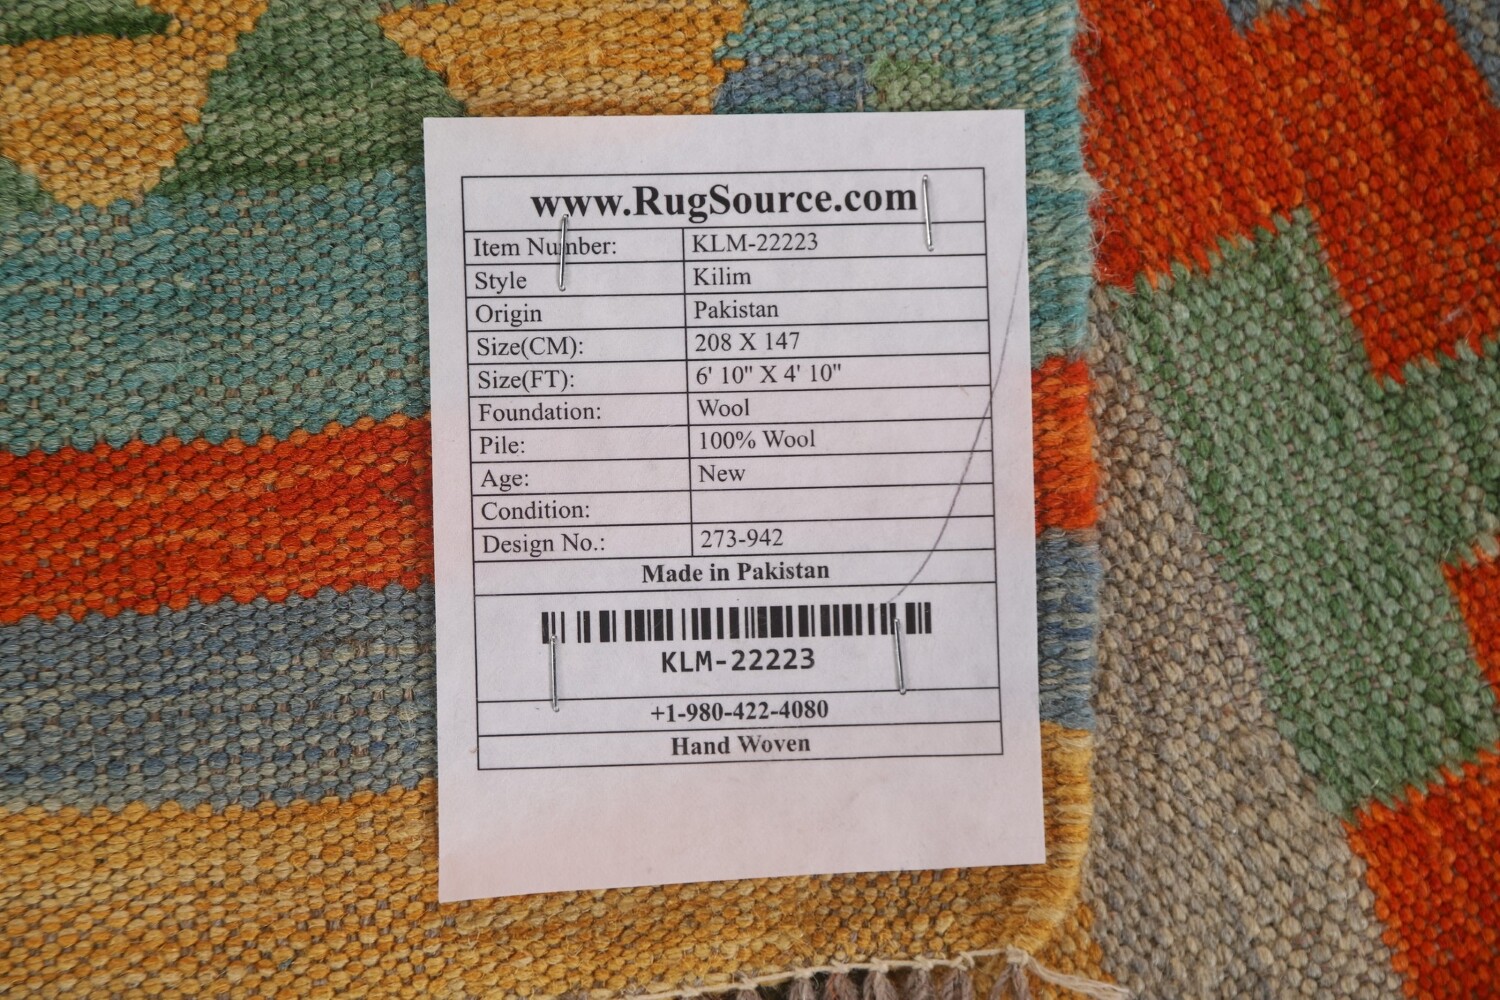 www.RugSource.com
Item Number: KLM-22223
Style Kilim
Origin Pakistan
Size(CM): 208 X 147
Size(FT): 6' 10" X 4' 10"
Foundation: Wool
Pile: 100% Wool
Age: New
Condition:
Design No.: 273-942
Made in Pakistan
KLM-22223
+1-980-422-4080
Hand Woven